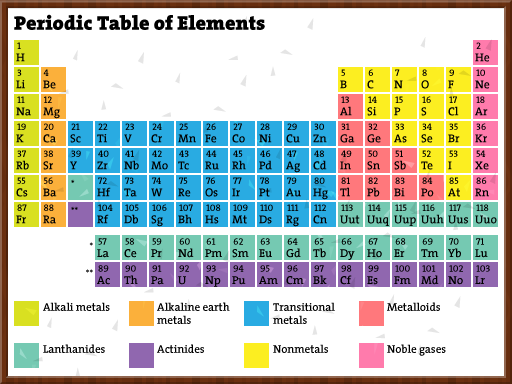 Periodic Table of Elements
1 2
H He
3 4 5 6 7 8 9 10
Li Be B C N O F Ne
11 12 13 14 15 16 17 18
Na Mg Al Si P S Cl Ar
19 20 21 22 23 24 25 26 27 28 29 30 31 32 33 34 35 36
K Ca Sc Ti V Cr Mn Fe Co Ni Cu Zn Ga Ge As Se Br Kr
37 38 39 40 41 42 43 44 45 46 47 48 49 50 51 52 53 54
Rb Sr Y Zr Nb Mo Tc Ru Rh Pd Ag Cd In Sn Sb Te I Xe
55 56 * 72 73 74 75 76 77 78 79 80 81 82 83 84 85 86
Cs Ba Hf Ta W Re Os Ir Pt Au Hg Tl Pb Bi Po At Rn
87 88 ** 104 105 106 107 108 109 110 111 112 113 114 115 116 117 118
Fr Ra Rf Db Sg Bh Hs Mt Ds Rg Cn Uut Uuq Uup Uuh Uus Uuo
* 57 58 59 60 61 62 63 64 65 66 67 68 69 70 71
La Ce Pr Nd Pm Sm Eu Gd Tb Dy Ho Er Tm Yb Lu
** 89 90 91 92 93 94 95 96 97 98 99 100 101 102 103
Ac Th Pa U Np Pu Am Cm Bk Cf Es Fm Md No Lr
Alkali metals Alkaline earth Transitional Metalloids
metals metals
Lanthanides Actinides Nonmetals Noble gases